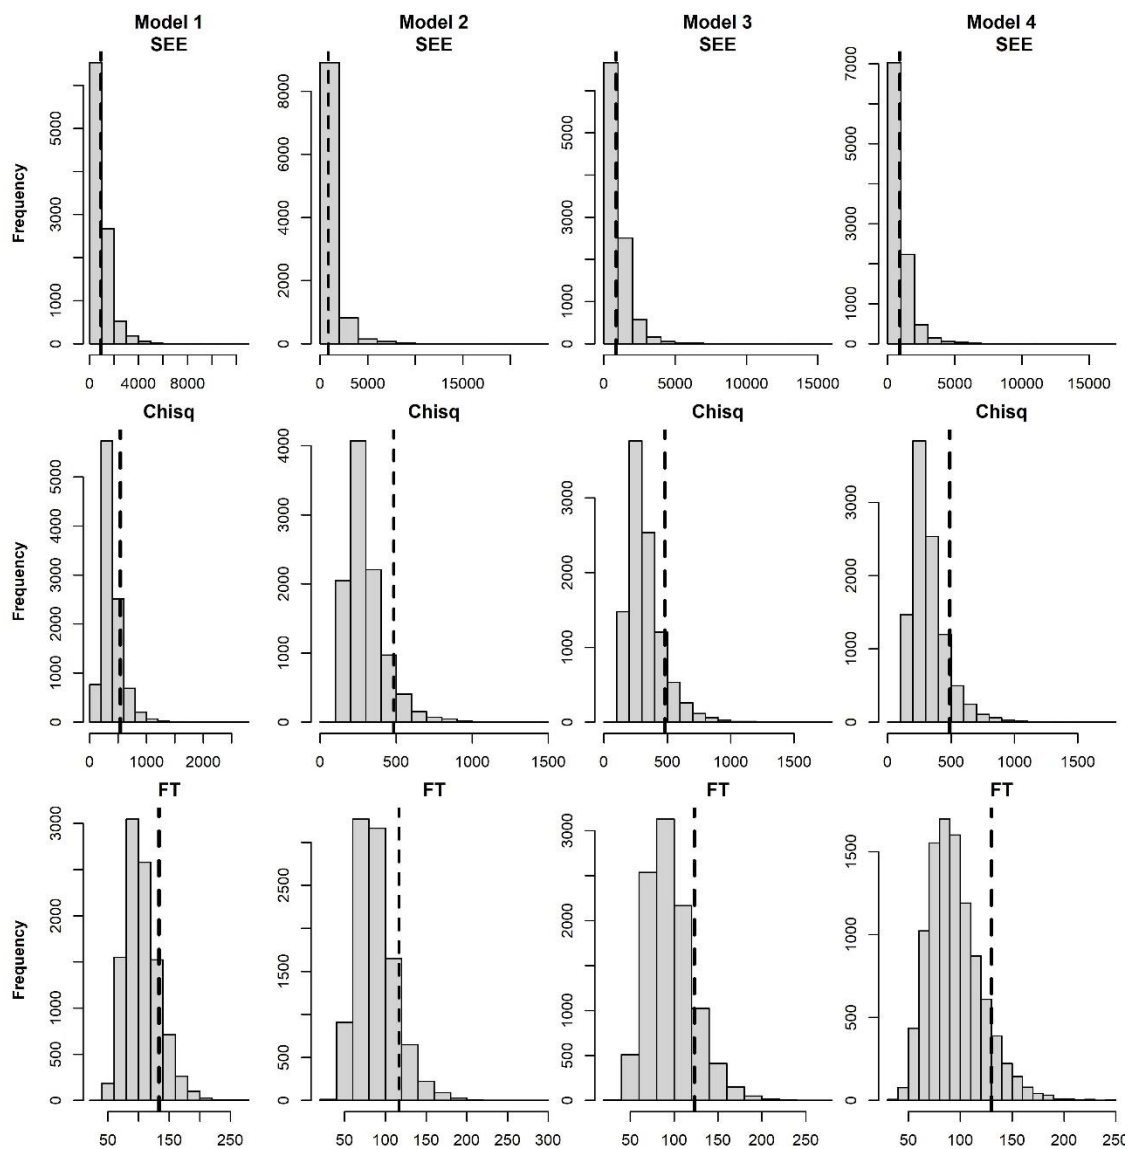 Model 1 Model 2 Model 3 Model 4
SEE SEE SEE SEE
Frequency
0 1000 3000 5000
0 2000 4000 6000 8000
0 1000 3000 5000
0 1000 3000 5000 7000
0 4000 8000
0 5000 15000
0 5000 10000 15000
0 5000 10000 15000
Chisq Chisq Chisq Chisq
Frequency
0 1000 2000 3000 4000 5000
0 1000 2000 3000 4000
0 1000 2000 3000
0 1000 2000 3000
0 1000 2000
0 500 1000 1500
0 500 1000 1500
0 500 1000 1500
FT FT FT FT
Frequency
0 500 1000 2000 3000
0 500 1500 2500
0 500 1000 2000 3000
0 500 1000 1500
50 150 250
50 100 150 200 250 300
50 100 150 200 250
50 100 150 200 250